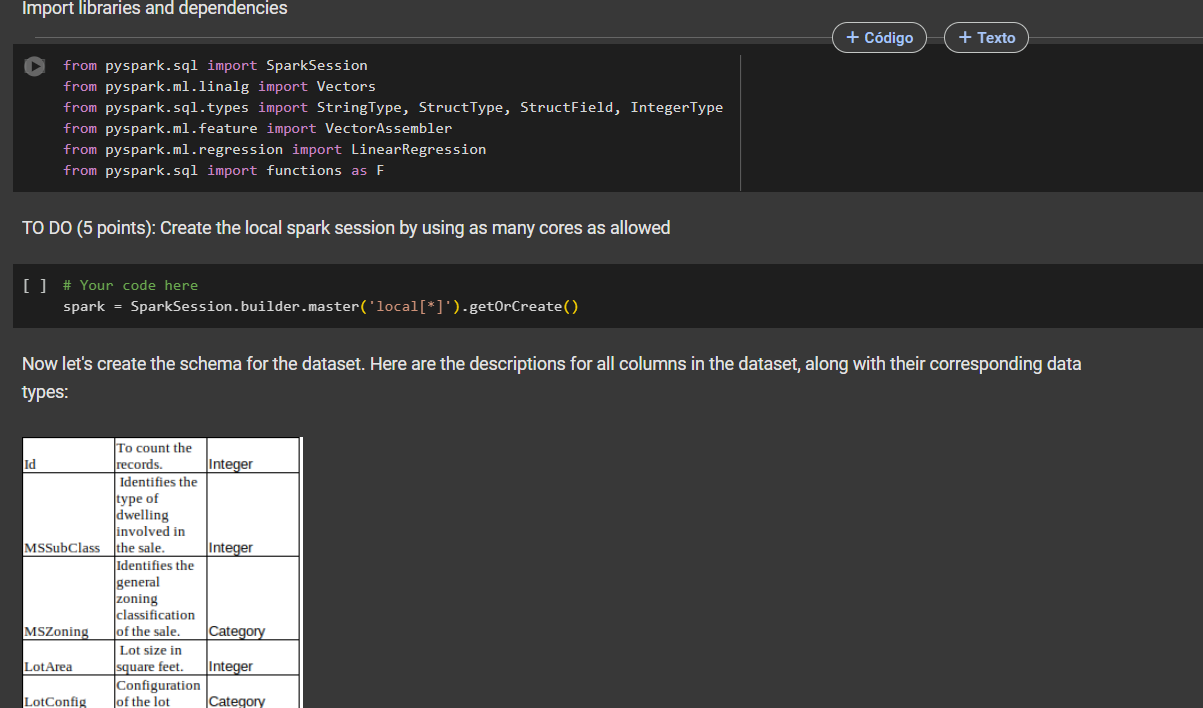 Import libraries and dependencies
+ Código + Texto
from pyspark.sql import SparkSession
from pyspark.ml.linalg import Vectors
from pyspark.sql.types import StringType, StructType, StructField, IntegerType
from pyspark.ml.feature import VectorAssembler
from pyspark.ml.regression import LinearRegression
from pyspark.sql import functions as F
TO DO (5 points): Create the local spark session by using as many cores as allowed
[ ] # Your code here
spark = SparkSession.builder.master('local[*]').getOrCreate()
Now let's create the schema for the dataset. Here are the descriptions for all columns in the dataset, along with their corresponding data
types:
To count the
Id records. Integer
Identifies the
type of
dwelling
involved in
MSSubClass the sale. Integer
Identifies the
general
zoning
classification
MSZoning of the sale. Category
Lot size in
LotArea square feet. Integer
Configuration
LotConfig of the lot Category